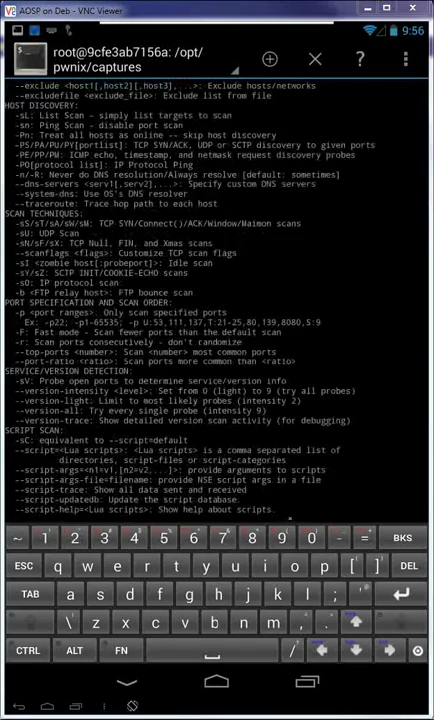 AOSP on Deb - VNC Viewer
9:56
root@9cfe3ab7156a: /opt/
pwnix/captures
--exclude <host1[,host2][,host3],...>: Exclude hosts/networks
--excludefile <exclude_file>: Exclude list from file
HOST DISCOVERY:
-sL: List Scan - simply list targets to scan
-sn: Ping Scan - disable port scan
-Pn: Treat all hosts as online -- skip host discovery
-PS/PA/PU/PY[portlist]: TCP SYN/ACK, UDP or SCTP discovery to given ports
-PE/PP/PM: ICMP echo, timestamp, and netmask request discovery probes
-PO[protocol list]: IP Protocol Ping
-n/-R: Never do DNS resolution/Always resolve [default: sometimes]
--dns-servers <serv1[,serv2],...>: Specify custom DNS servers
--system-dns: Use OS's DNS resolver
--traceroute: Trace hop path to each host
SCAN TECHNIQUES:
-sS/sT/sA/sW/sM: TCP SYN/Connect()/ACK/Window/Maimon scans
-sU: UDP Scan
-sN/sF/sX: TCP Null, FIN, and Xmas scans
--scanflags <flags>: Customize TCP scan flags
-sI <zombie host[:probeport]>: Idle scan
-sY/sZ: SCTP INIT/COOKIE-ECHO scans
-sO: IP protocol scan
-b <FTP relay host>: FTP bounce scan
PORT SPECIFICATION AND SCAN ORDER:
-p <port ranges>: Only scan specified ports
Ex: -p22; -p1-65535; -p U:53,111,137,T:21-25,80,139,8080,S:9
-F: Fast mode - Scan fewer ports than the default scan
-r: Scan ports consecutively - don't randomize
--top-ports <number>: Scan <number> most common ports
--port-ratio <ratio>: Scan ports more common than <ratio>
SERVICE/VERSION DETECTION:
-sV: Probe open ports to determine service/version info
--version-intensity <level>: Set from 0 (light) to 9 (try all probes)
--version-light: Limit to most likely probes (intensity 2)
--version-all: Try every single probe (intensity 9)
--version-trace: Show detailed version scan activity (for debugging)
SCRIPT SCAN:
-sC: equivalent to --script=default
--script=<Lua scripts>: <Lua scripts> is a comma separated list of
directories, script-files or script-categories
--script-args=<n1=v1,[n2=v2,...]>: provide arguments to scripts
--script-args-file=filename: provide NSE script args in a file
--script-trace: Show all data sent and received
--script-updatedb: Update the script database.
--script-help=<Lua scripts>: Show help about scripts.
~ 1 2 3 4 5 6 7 8 9 0 - = BKS
ESC q w e r t y u i o p [ ] DEL
TAB a s d f g h j k l ; '
\ z x c v b n m , .
CTRL ALT FN /